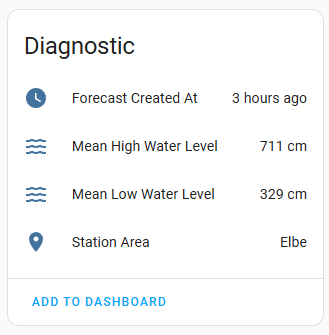 Diagnostic
Forecast Created At 3 hours ago
Mean High Water Level 711 cm
Mean Low Water Level 329 cm
Station Area Elbe
ADD TO DASHBOARD